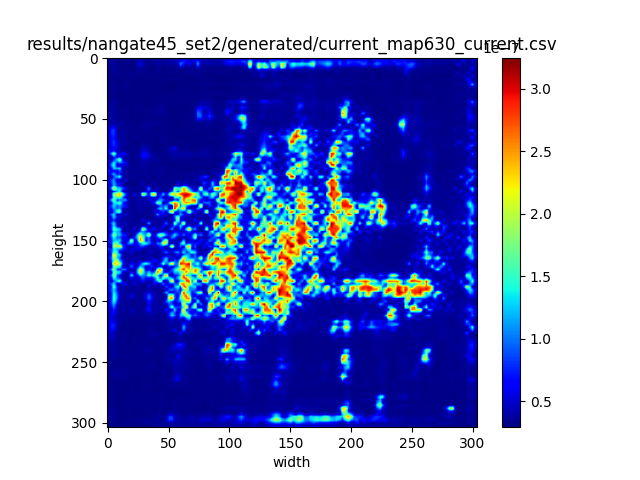 results/nangate45_set2/generated/current_map630_current.csv
1e−7
0
50
100
150
200
250
300
height
0 50 100 150 200 250 300
width
3.0
2.5
2.0
1.5
1.0
0.5